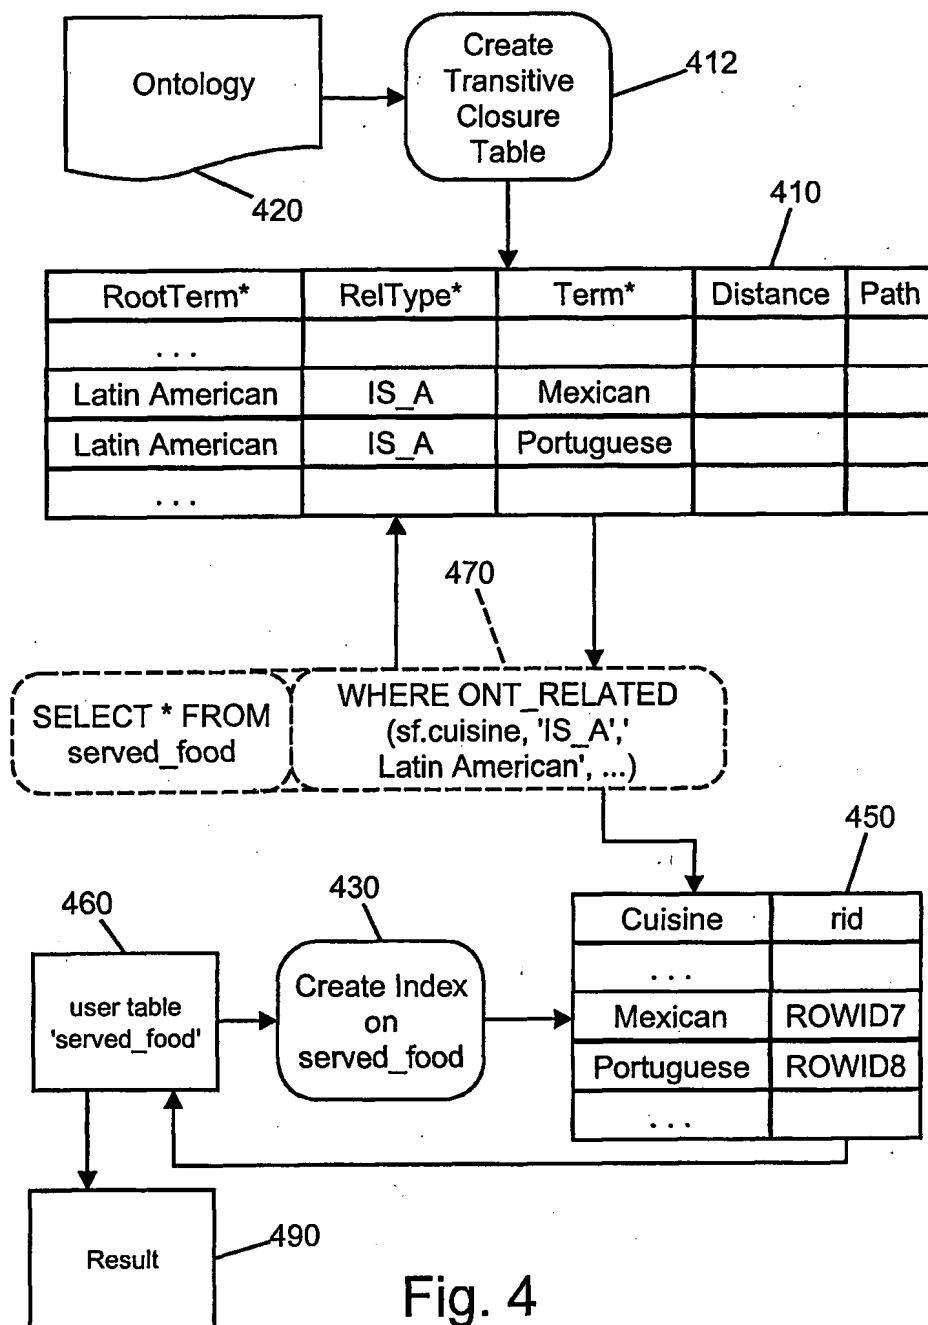 Ontology
Create
Transitive
Closure
Table
412
420
410
RootTerm* RelType* Term* Distance Path
. . .
Latin American IS_A Mexican
Latin American IS_A Portuguese
. . .
470
SELECT * FROM
served_food
WHERE ONT_RELATED
(sf.cuisine, 'IS_A','
Latin American', ...)
450
460
430
user table
'served_food'
Create Index
on
served_food
Cuisine rid
. . .
Mexican ROWID7
Portuguese ROWID8
. . .
Result
490
Fig. 4